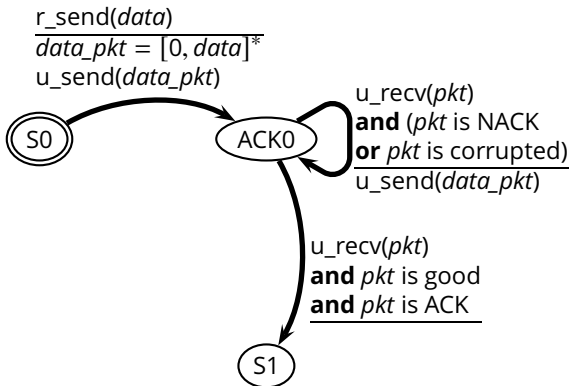 r_send(data)
data_pkt = [0, data]*
u_send(data_pkt)
S0
ACK0
u_recv(pkt)
and (pkt is NACK
or pkt is corrupted)
u_send(data_pkt)
u_recv(pkt)
and pkt is good
and pkt is ACK
S1